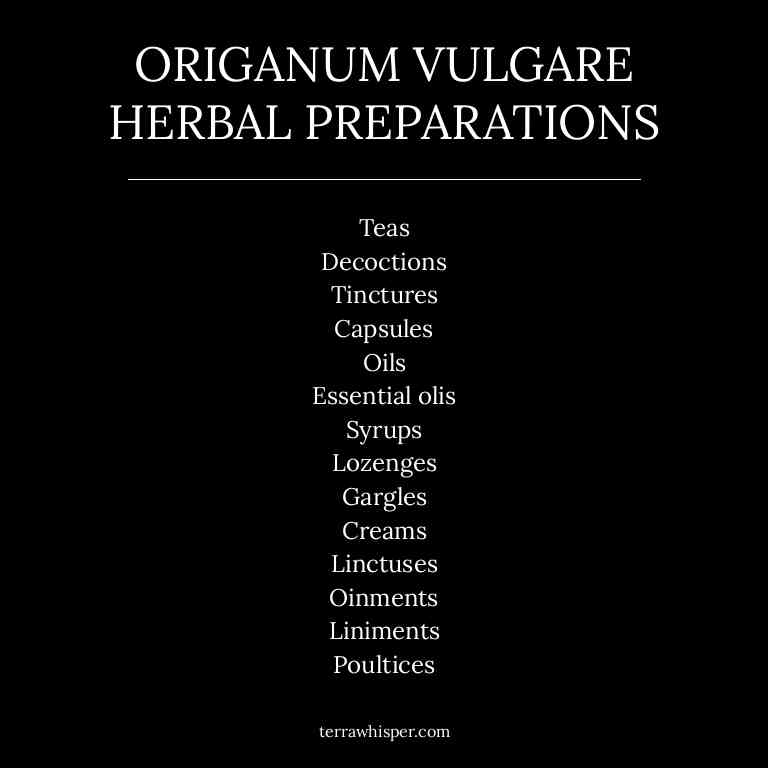 ORIGANUM VULGARE
HERBAL PREPARATIONS
Teas
Decoctions
Tinctures
Capsules
Oils
Essential olis
Syrups
Lozenges
Gargles
Creams
Linctuses
Oinments
Liniments
Poultices
terrawhisper.com